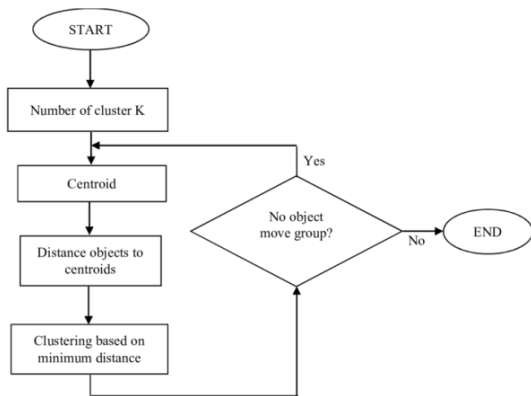 START
Number of cluster K
Centroid
Distance objects to
centroids
Clustering based on
minimum distance
Yes
No object
move group?
No
END